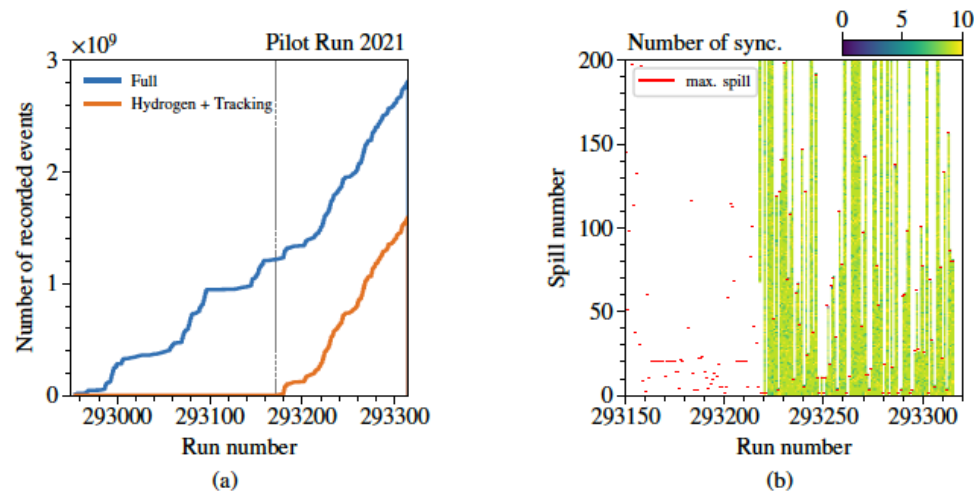 ×10⁹
Pilot Run 2021
3
2
1
0
Full
Hydrogen + Tracking
Number of recorded events
293000
293100
293200
293300
Run number
(a)
0
5
10
Number of sync.
200
150
100
50
0
max. spill
Spill number
293150
293200
293250
293300
Run number
(b)